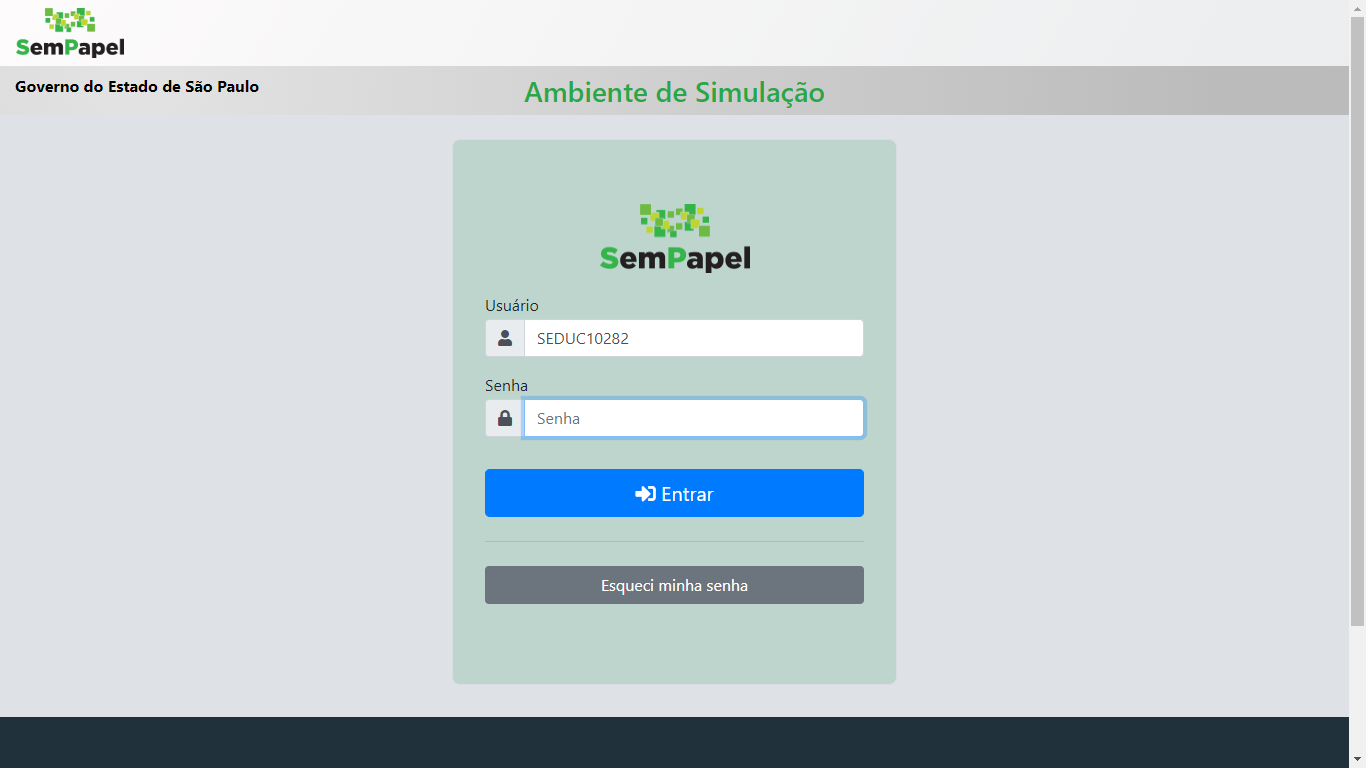 SemPapel
Governo do Estado de São Paulo
Ambiente de Simulação
SemPapel
Usuário
SEDUC10282
Senha
Senha
Entrar
Esqueci minha senha